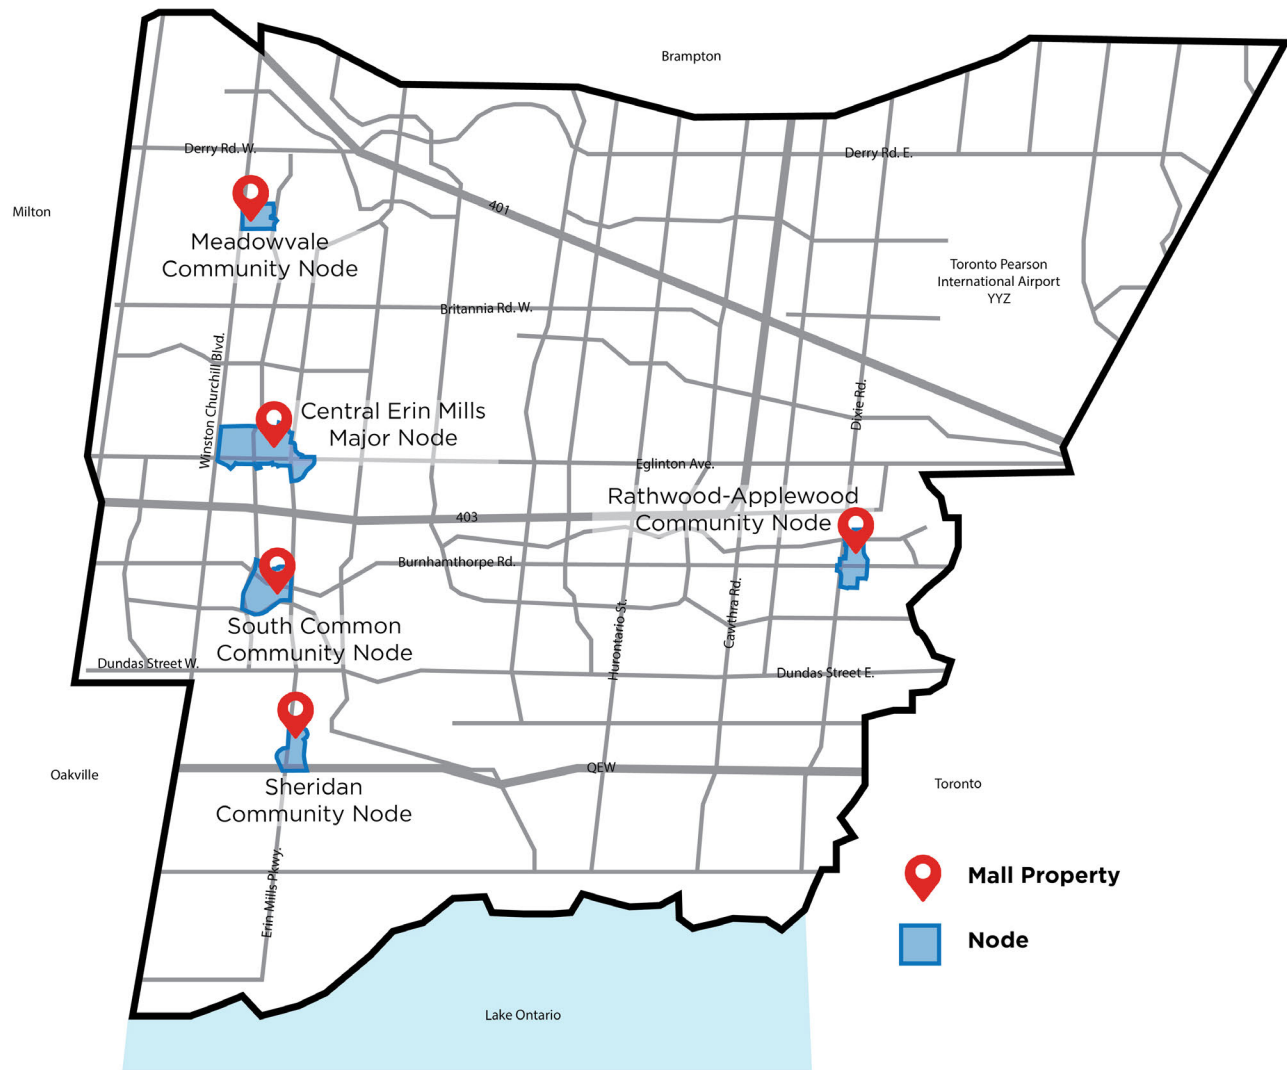 Brampton
Derry Rd. W.
Derry Rd. E.
Milton
401
Meadowvale
Community Node
Toronto Pearson
International Airport
YYZ
Britannia Rd. W.
Winston Churchill Blvd.
Dixie Rd.
Central Erin Mills
Major Node
Eglinton Ave.
Rathwood-Applewood
Community Node
403
Burnhamthorpe Rd.
Hurontario St.
Cawthra Rd.
South Common
Community Node
Dundas Street W.
Dundas Street E.
Oakville
QEW
Toronto
Sheridan
Community Node
Erin Mills Pkwy.
Mall Property
Node
Lake Ontario